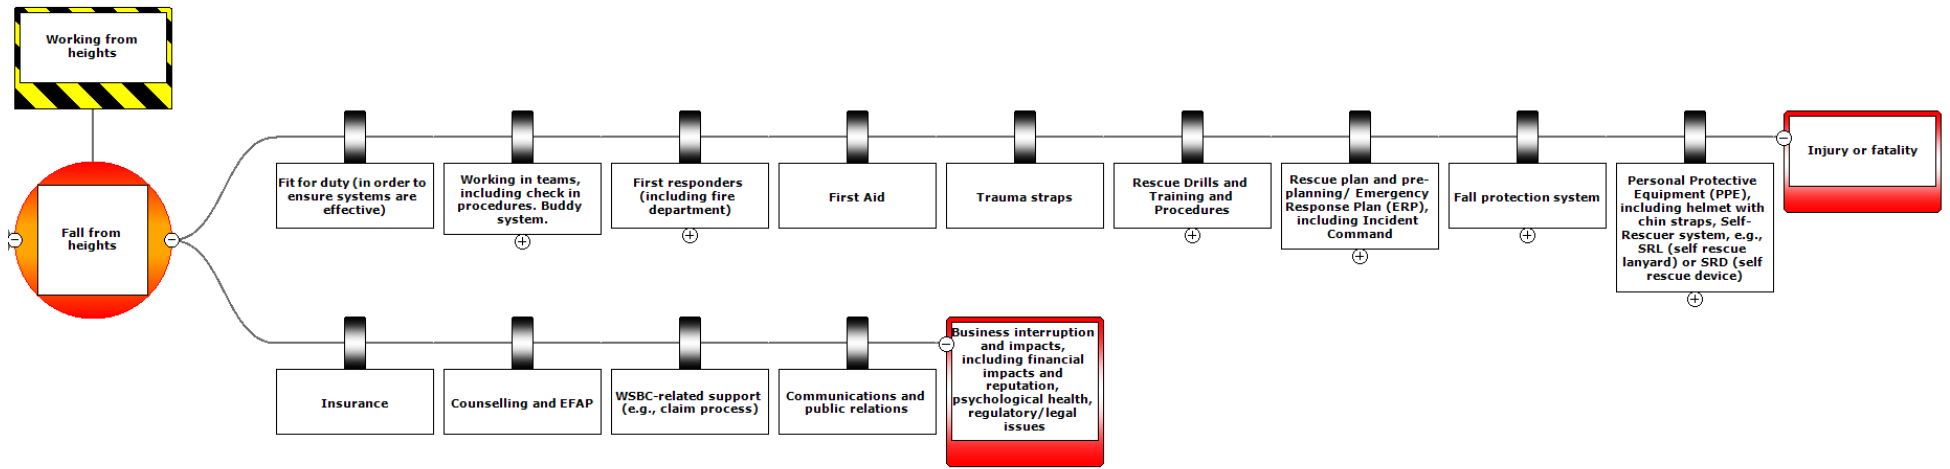 Working from
heights
Fall from
heights
Fit for duty (in order to
ensure systems are
effective)
Working in teams,
including check in
procedures. Buddy
system.
First responders
(including fire
department)
First Aid
Trauma straps
Rescue Drills and
Training and
Procedures
Rescue plan and pre-
planning/ Emergency
Response Plan (ERP),
including Incident
Command
Fall protection system
Personal Protective
Equipment (PPE),
including helmet with
chin straps, Self-
Rescuer system, e.g.,
SRL (self rescue
lanyard) or SRD (self
rescue device)
Injury or fatality
Insurance
Counselling and EFAP
WSBC-related support
(e.g., claim process)
Communications and
public relations
Business interruption
and impacts,
including financial
impacts and
reputation,
psychological health,
regulatory/legal
issues